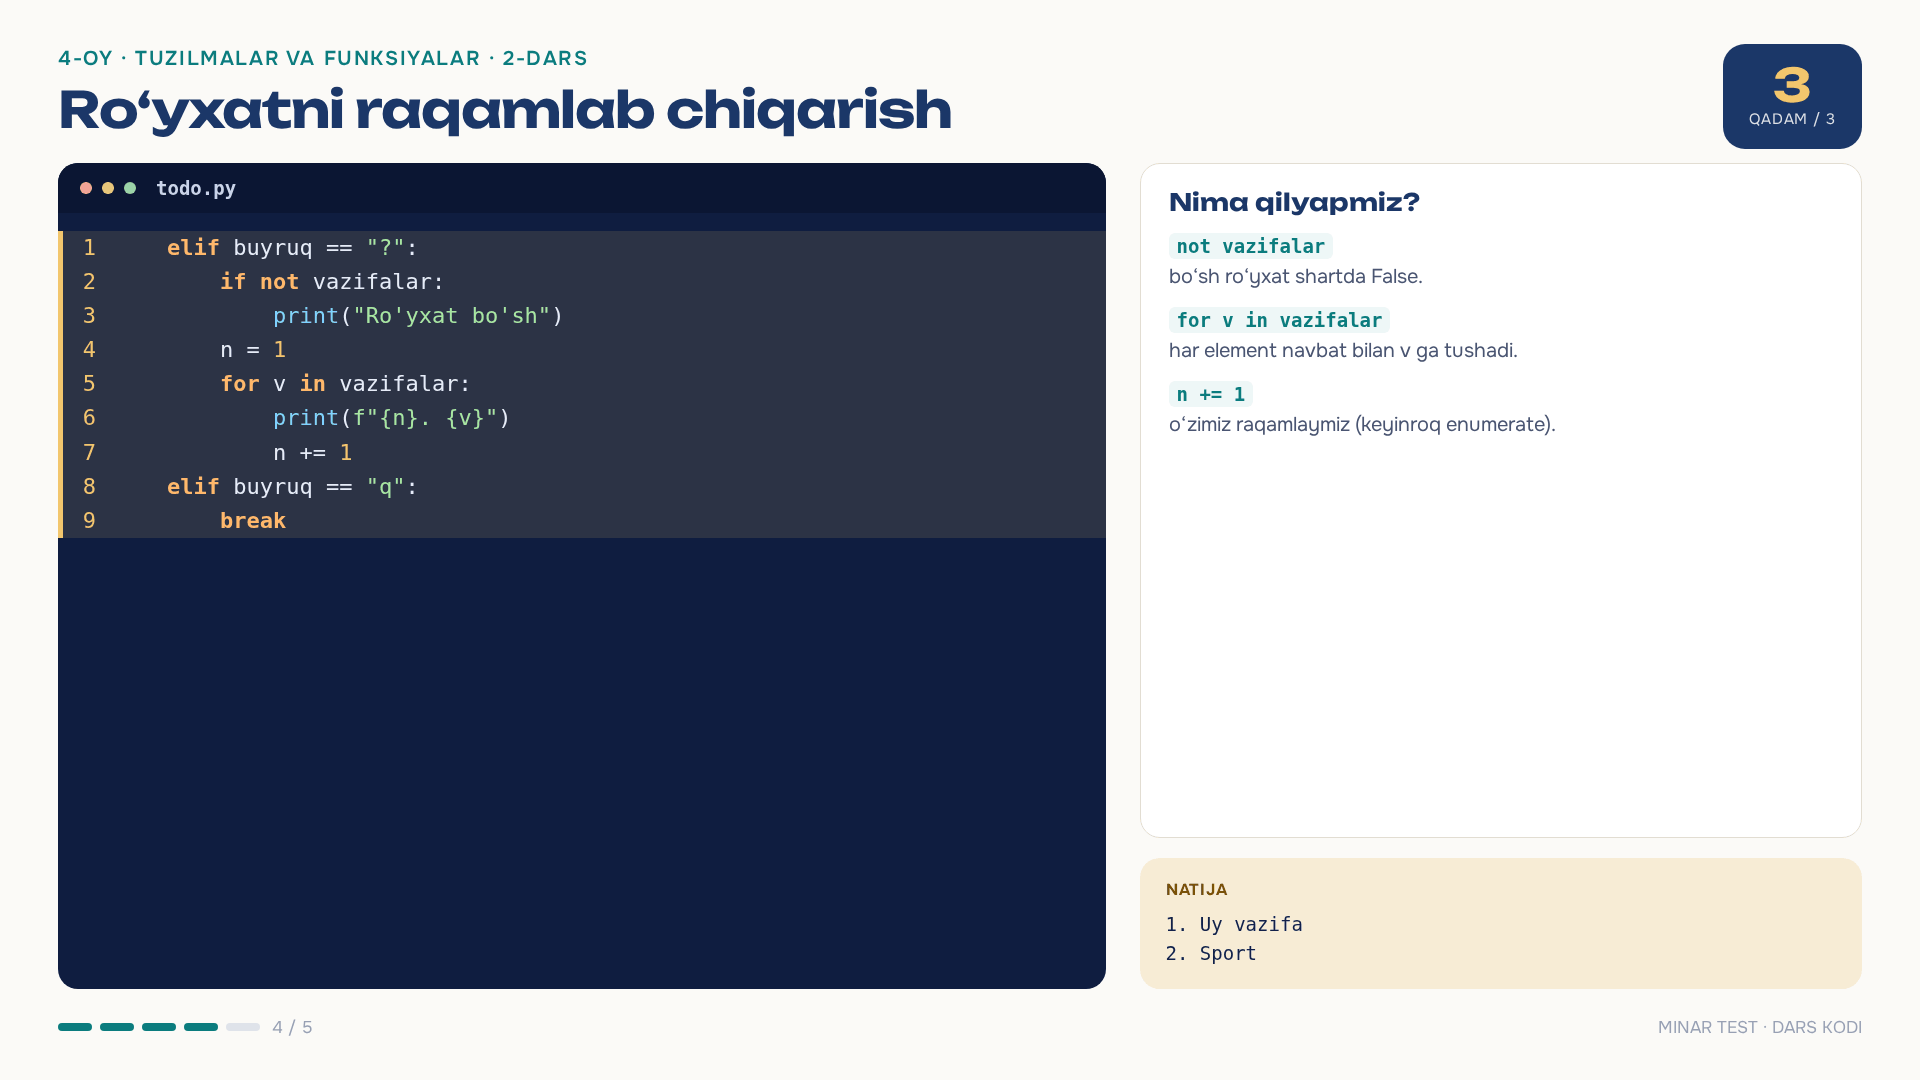 4-OY · TUZILMALAR VA FUNKSIYALAR · 2-DARS
Ro‘yxatni raqamlab chiqarish
3
QADAM / 3
todo.py
1    elif buyruq == "?":
2        if not vazifalar:
3            print("Ro'yxat bo'sh")
4        n = 1
5        for v in vazifalar:
6            print(f"{n}. {v}")
7            n += 1
8    elif buyruq == "q":
9        break
Nima qilyapmiz?
not vazifalar
bo‘sh ro‘yxat shartda False.
for v in vazifalar
har element navbat bilan v ga tushadi.
n += 1
o‘zimiz raqamlaymiz (keyinroq enumerate).
NATIJA
1. Uy vazifa
2. Sport
4 / 5
MINAR TEST · DARS KODI